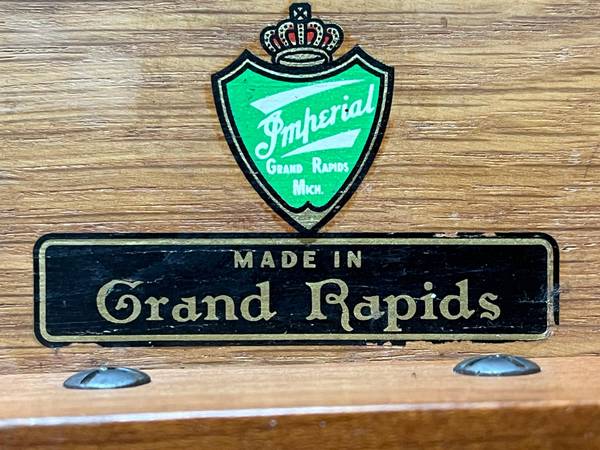 Imperial
GRAND RAPIDS
MICH.
MADE IN
Grand Rapids